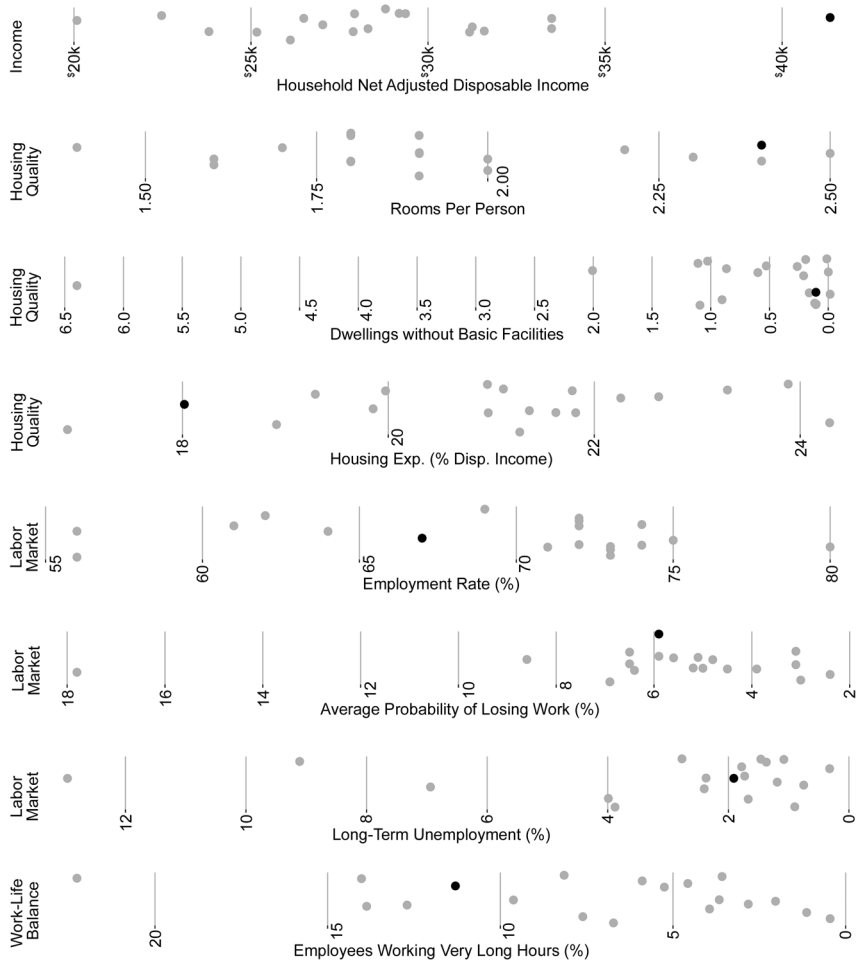 Income
$20k
$25k
$30k
$35k
$40k
Household Net Adjusted Disposable Income
Housing
Quality
1.50
1.75
2.00
2.25
2.50
Rooms Per Person
Housing
Quality
6.5
6.0
5.5
5.0
4.5
4.0
3.5
3.0
2.5
2.0
1.5
1.0
0.5
0.0
Dwellings without Basic Facilities
Housing
Quality
18
20
22
24
Housing Exp. (% Disp. Income)
Labor
Market
55
60
65
70
75
80
Employment Rate (%)
Labor
Market
18
16
14
12
10
8
6
4
2
Average Probability of Losing Work (%)
Labor
Market
12
10
8
6
4
2
0
Long-Term Unemployment (%)
Work-Life
Balance
20
15
10
5
0
Employees Working Very Long Hours (%)